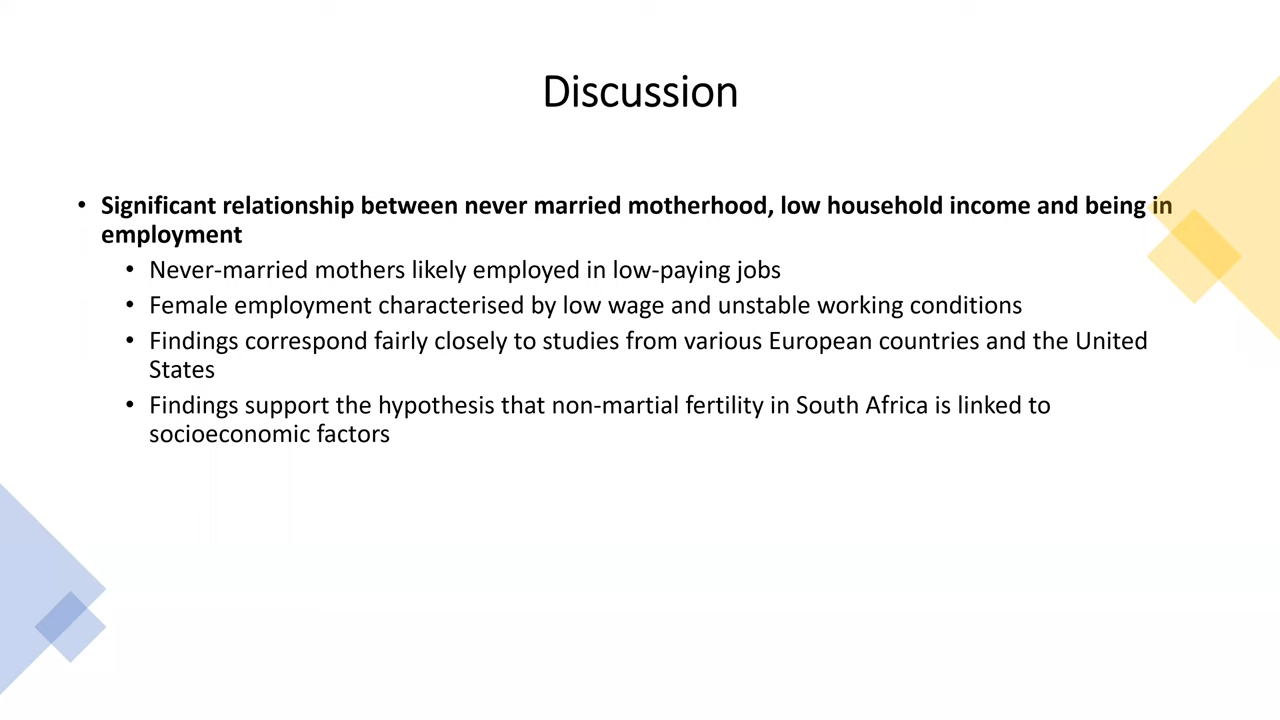 Discussion
• Significant relationship between never married motherhood, low household income and being in
employment
• Never-married mothers likely employed in low-paying jobs
• Female employment characterised by low wage and unstable working conditions
• Findings correspond fairly closely to studies from various European countries and the United
States
• Findings support the hypothesis that non-martial fertility in South Africa is linked to
socioeconomic factors